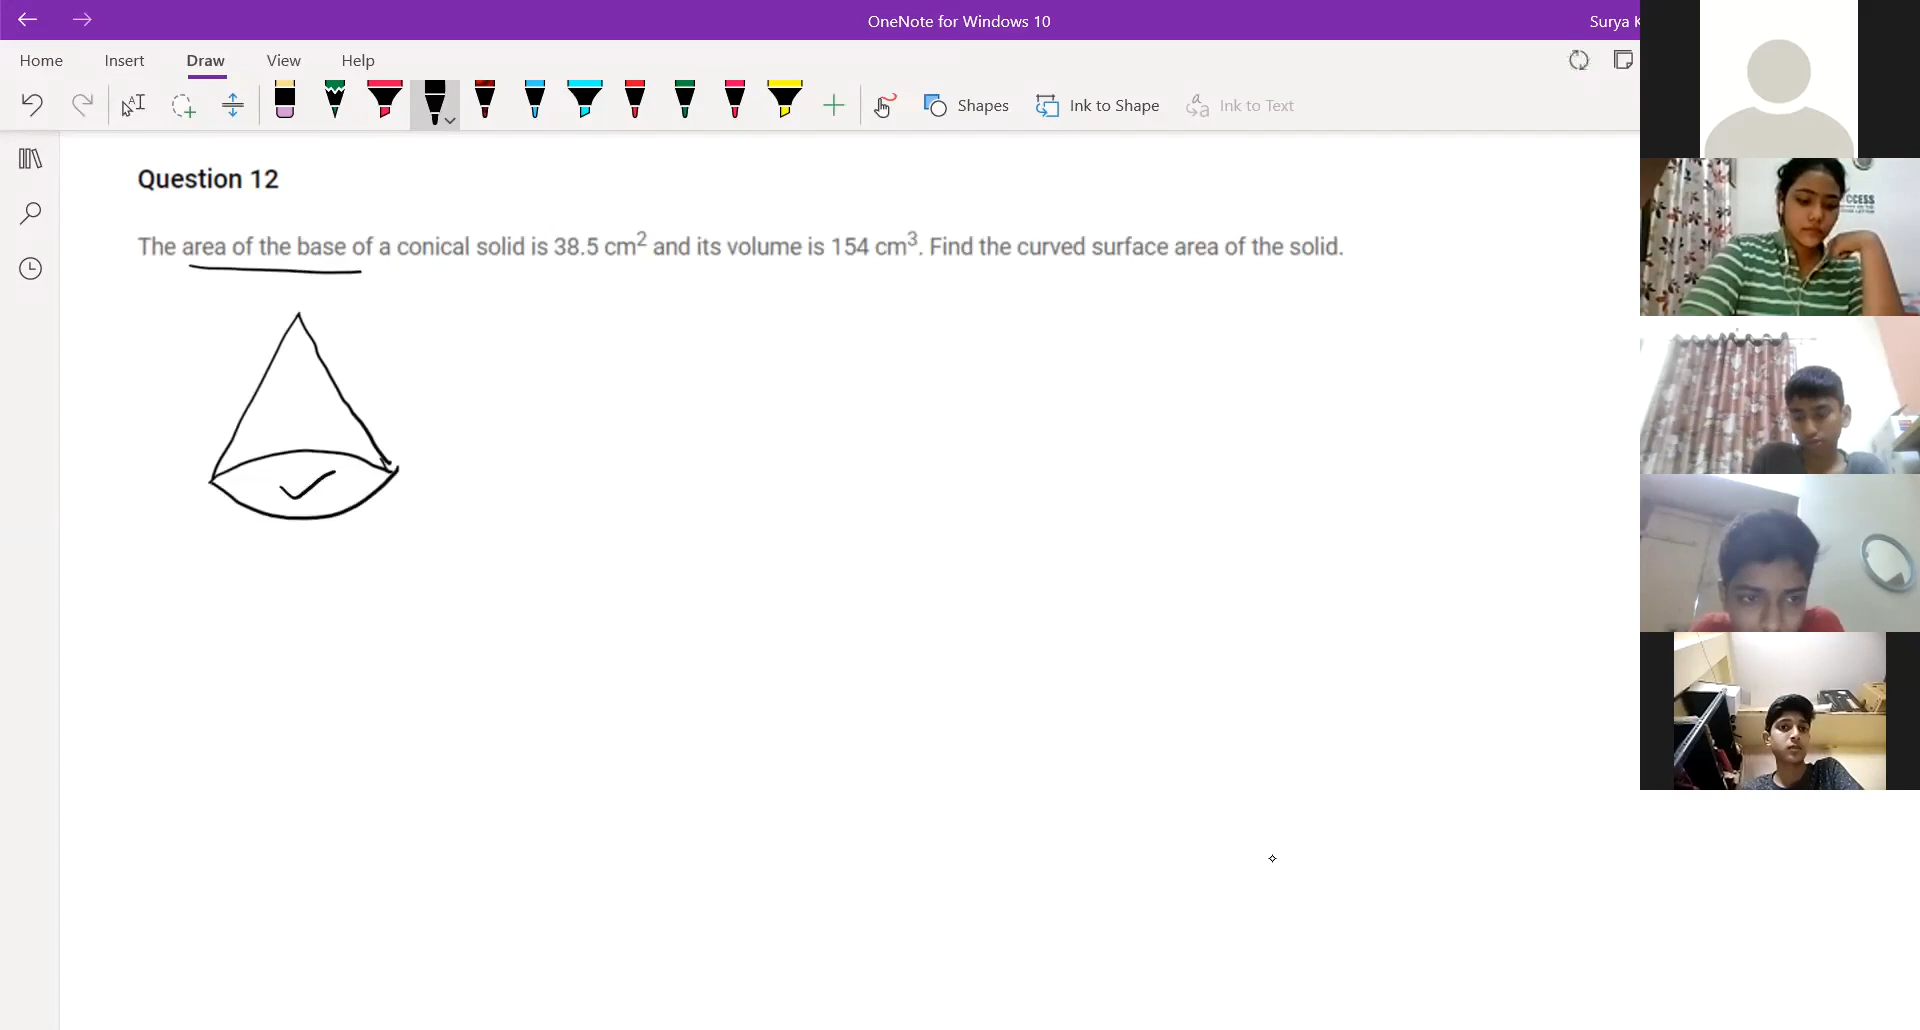 OneNote for Windows 10
Surya K
Home Insert Draw View Help
Shapes Ink to Shape Ink to Text
Question 12
The area of the base of a conical solid is 38.5 cm² and its volume is 154 cm³. Find the curved surface area of the solid.